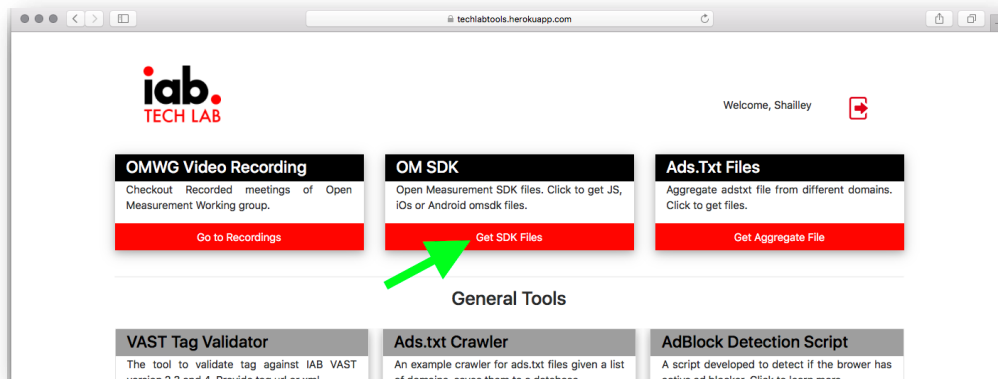 techlabtools.herokuapp.com
iab.
TECH LAB
Welcome, Shailley
OMWG Video Recording
Checkout Recorded meetings of Open
Measurement Working group.
Go to Recordings
OM SDK
Open Measurement SDK files. Click to get JS,
iOs or Android omsdk files.
Get SDK Files
Ads.Txt Files
Aggregate adstxt file from different domains.
Click to get files.
Get Aggregate File
General Tools
VAST Tag Validator
The tool to validate tag against IAB VAST
Ads.txt Crawler
An example crawler for ads.txt files given a list
AdBlock Detection Script
A script developed to detect if the brower has